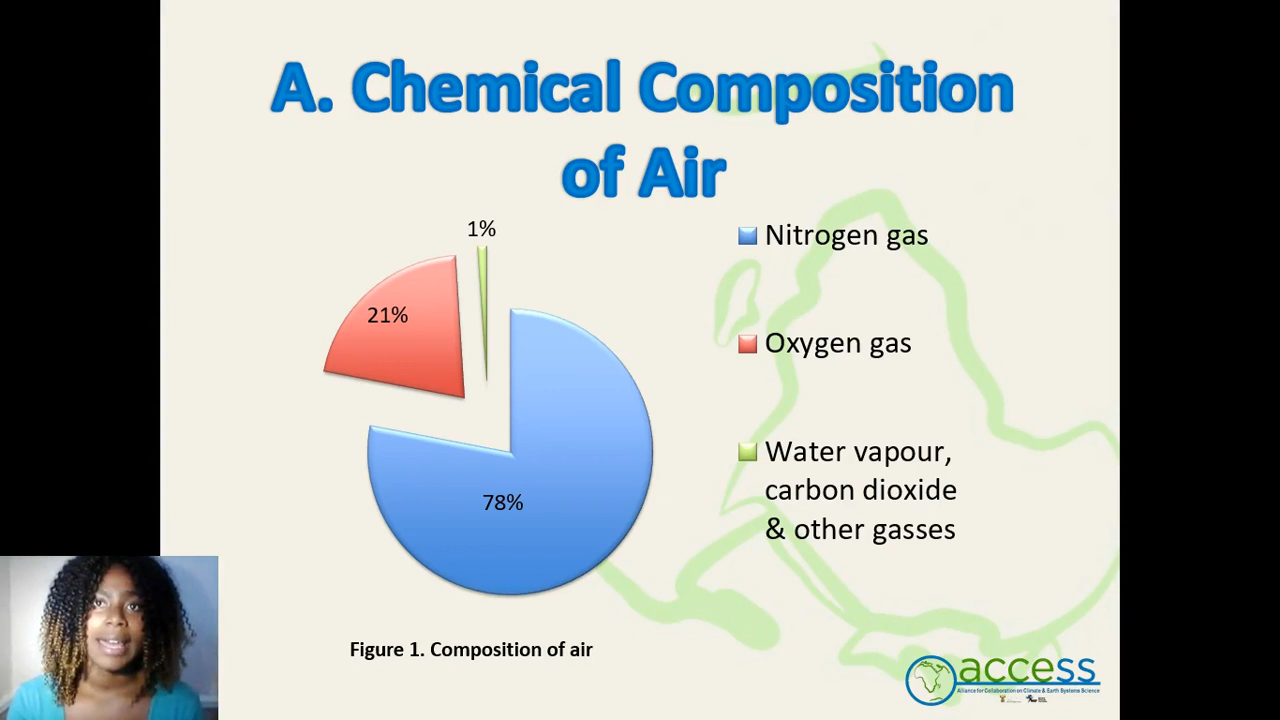 A. Chemical Composition
of Air
1%
21%
78%
Nitrogen gas
Oxygen gas
Water vapour,
carbon dioxide
& other gasses
Figure 1. Composition of air
access
Alliance for Collaboration on Climate & Earth Systems Science